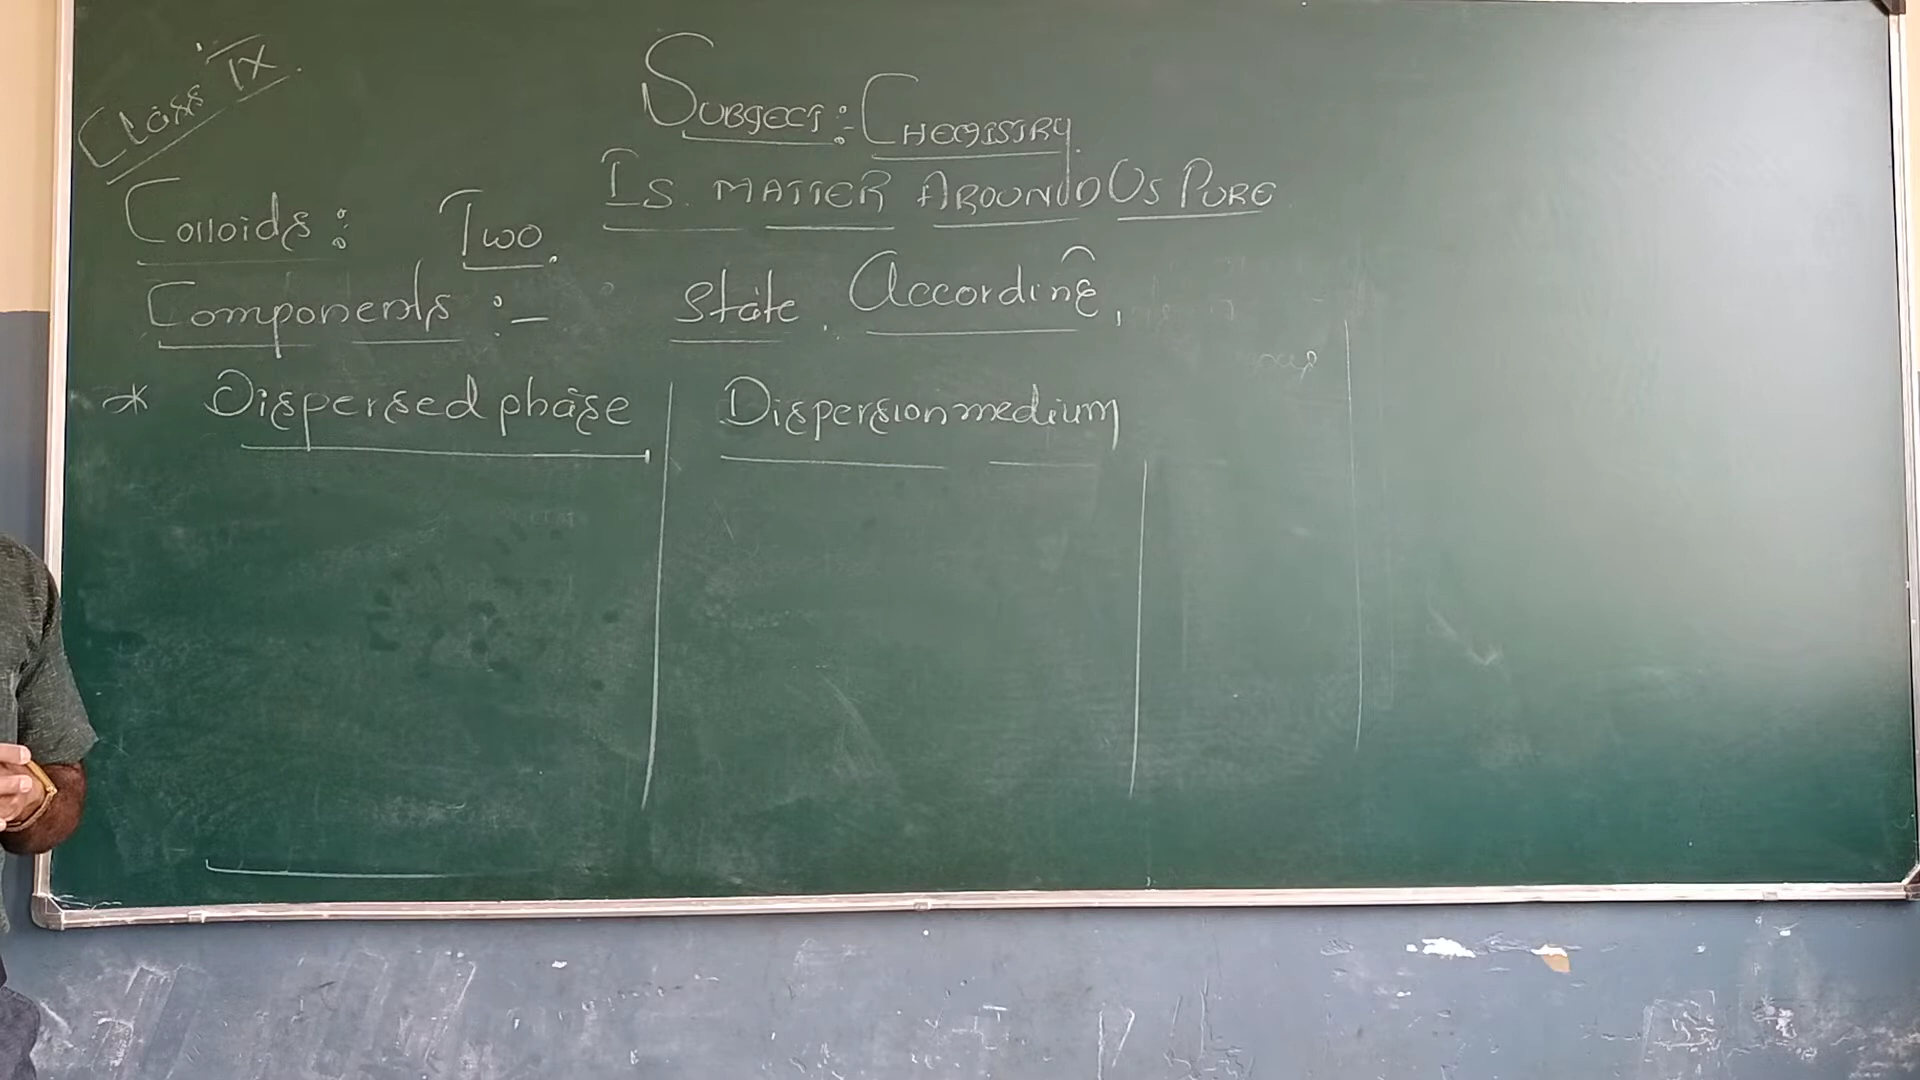 Class IX.
SUBJECT:- CHEMISTRY.
IS MATTER AROUND US PURE
Colloids: Two.
Components :- State. According,
* Dispersed phase | Dispersion medium